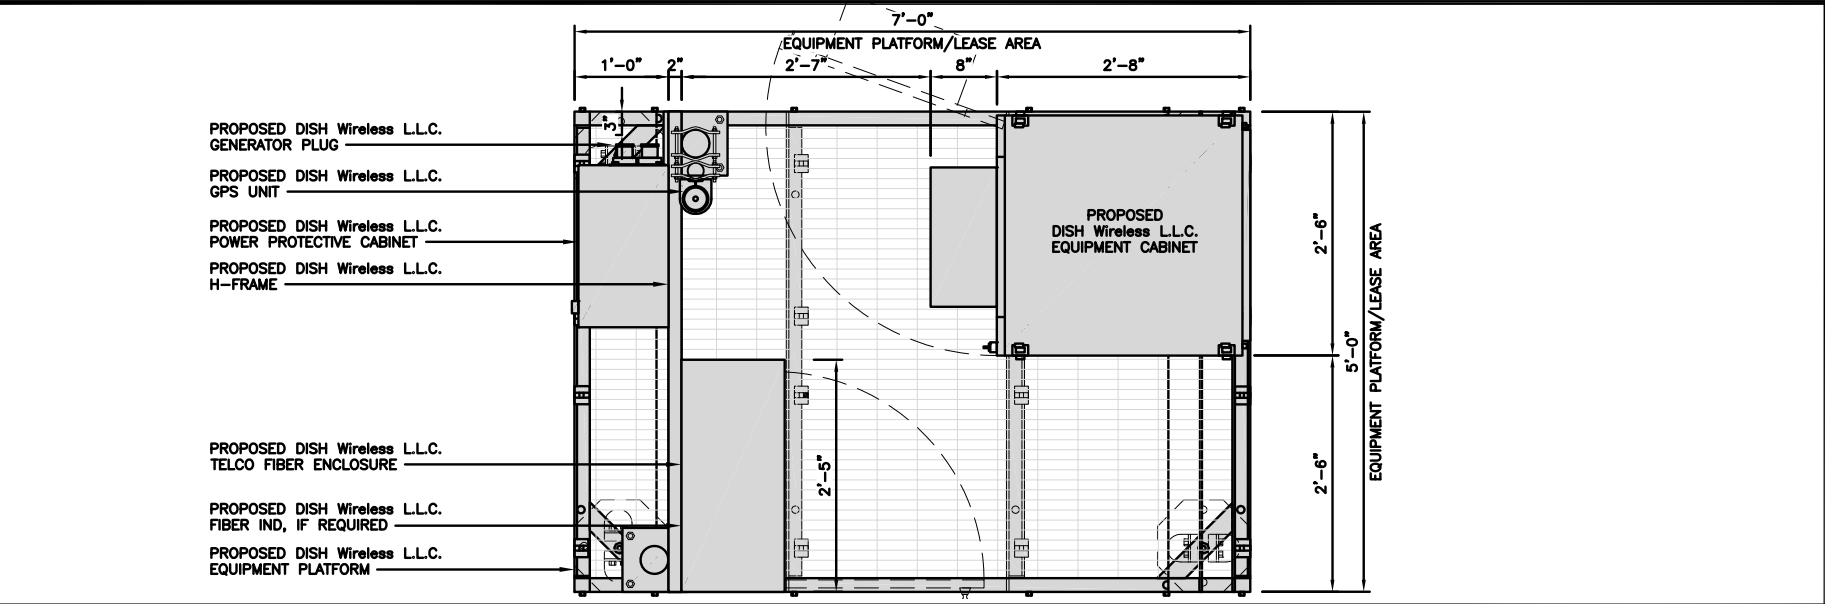 7'-0"
EQUIPMENT PLATFORM/LEASE AREA
1'-0"
2"
2'-7"
8"
2'-8"
3"
PROPOSED DISH Wireless L.L.C.
GENERATOR PLUG
PROPOSED DISH Wireless L.L.C.
GPS UNIT
PROPOSED DISH Wireless L.L.C.
POWER PROTECTIVE CABINET
PROPOSED DISH Wireless L.L.C.
H-FRAME
PROPOSED
DISH Wireless L.L.C.
EQUIPMENT CABINET
2'-6"
5'-0"
EQUIPMENT PLATFORM/LEASE AREA
PROPOSED DISH Wireless L.L.C.
TELCO FIBER ENCLOSURE
2'-5"
2'-6"
PROPOSED DISH Wireless L.L.C.
FIBER IND, IF REQUIRED
PROPOSED DISH Wireless L.L.C.
EQUIPMENT PLATFORM